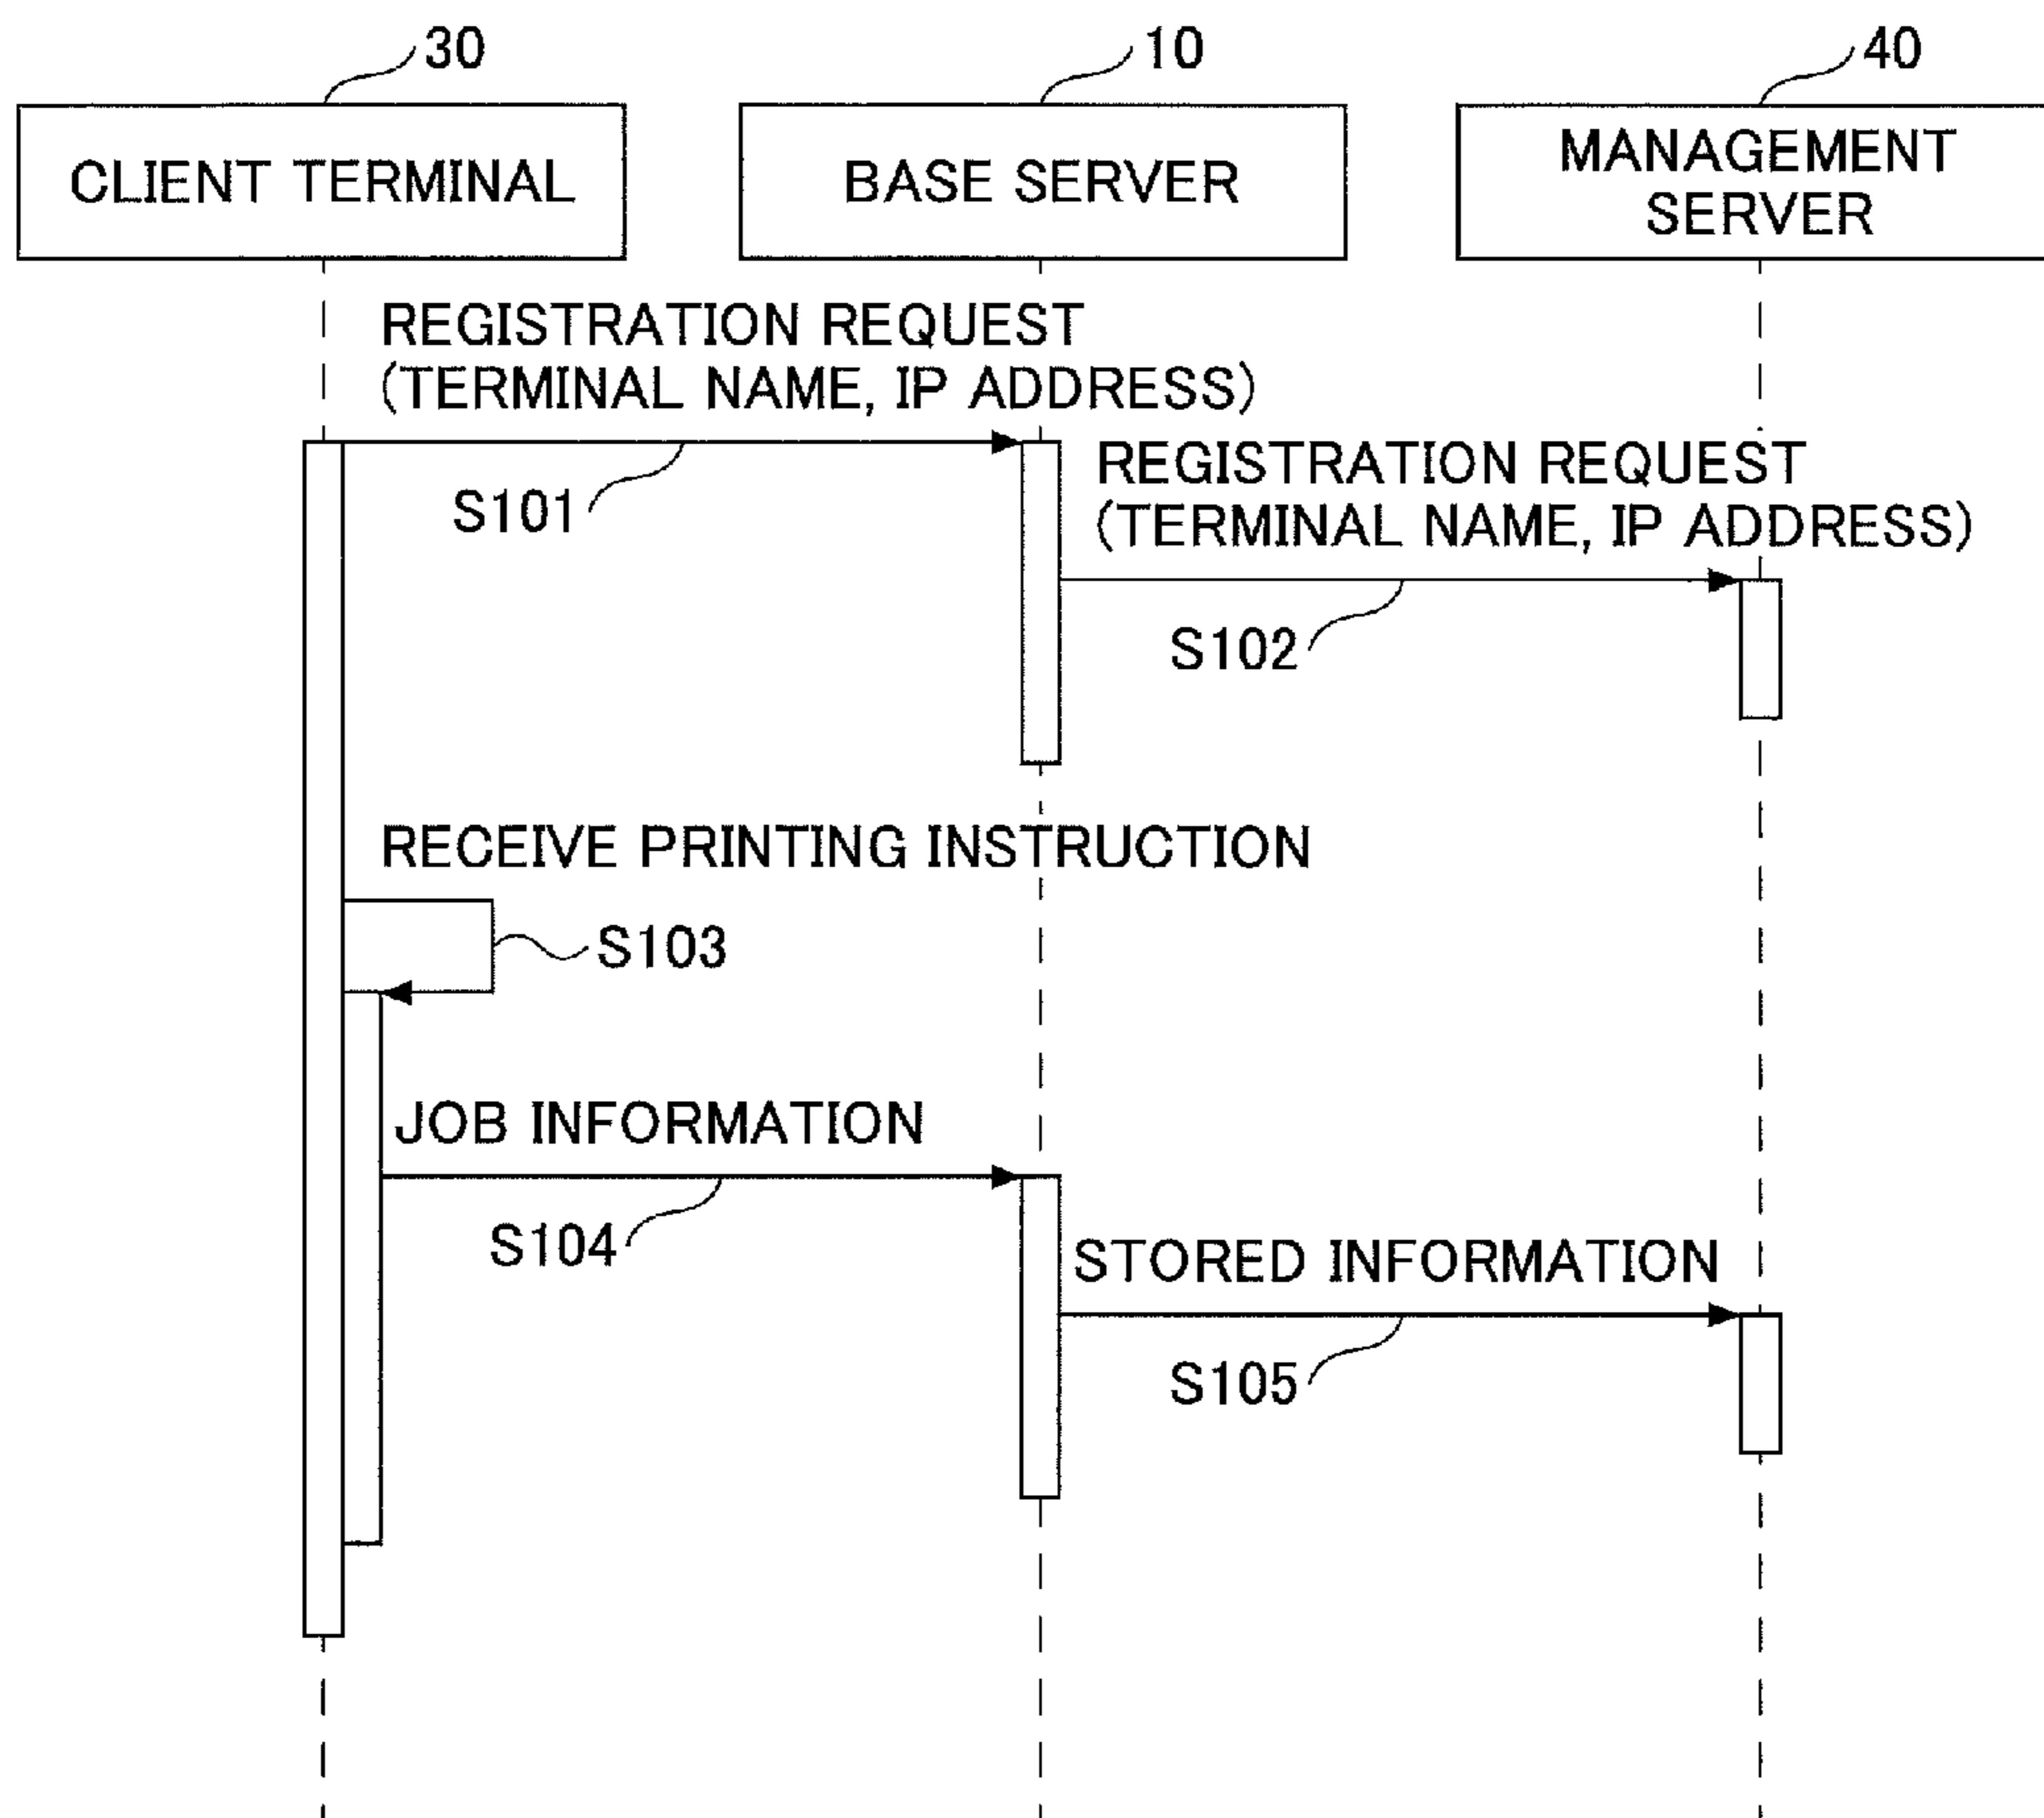 30
10
40
CLIENT TERMINAL
BASE SERVER
MANAGEMENT
SERVER
REGISTRATION REQUEST
(TERMINAL NAME, IP ADDRESS)
S101
REGISTRATION REQUEST
(TERMINAL NAME, IP ADDRESS)
S102
RECEIVE PRINTING INSTRUCTION
S103
JOB INFORMATION
S104
STORED INFORMATION
S105